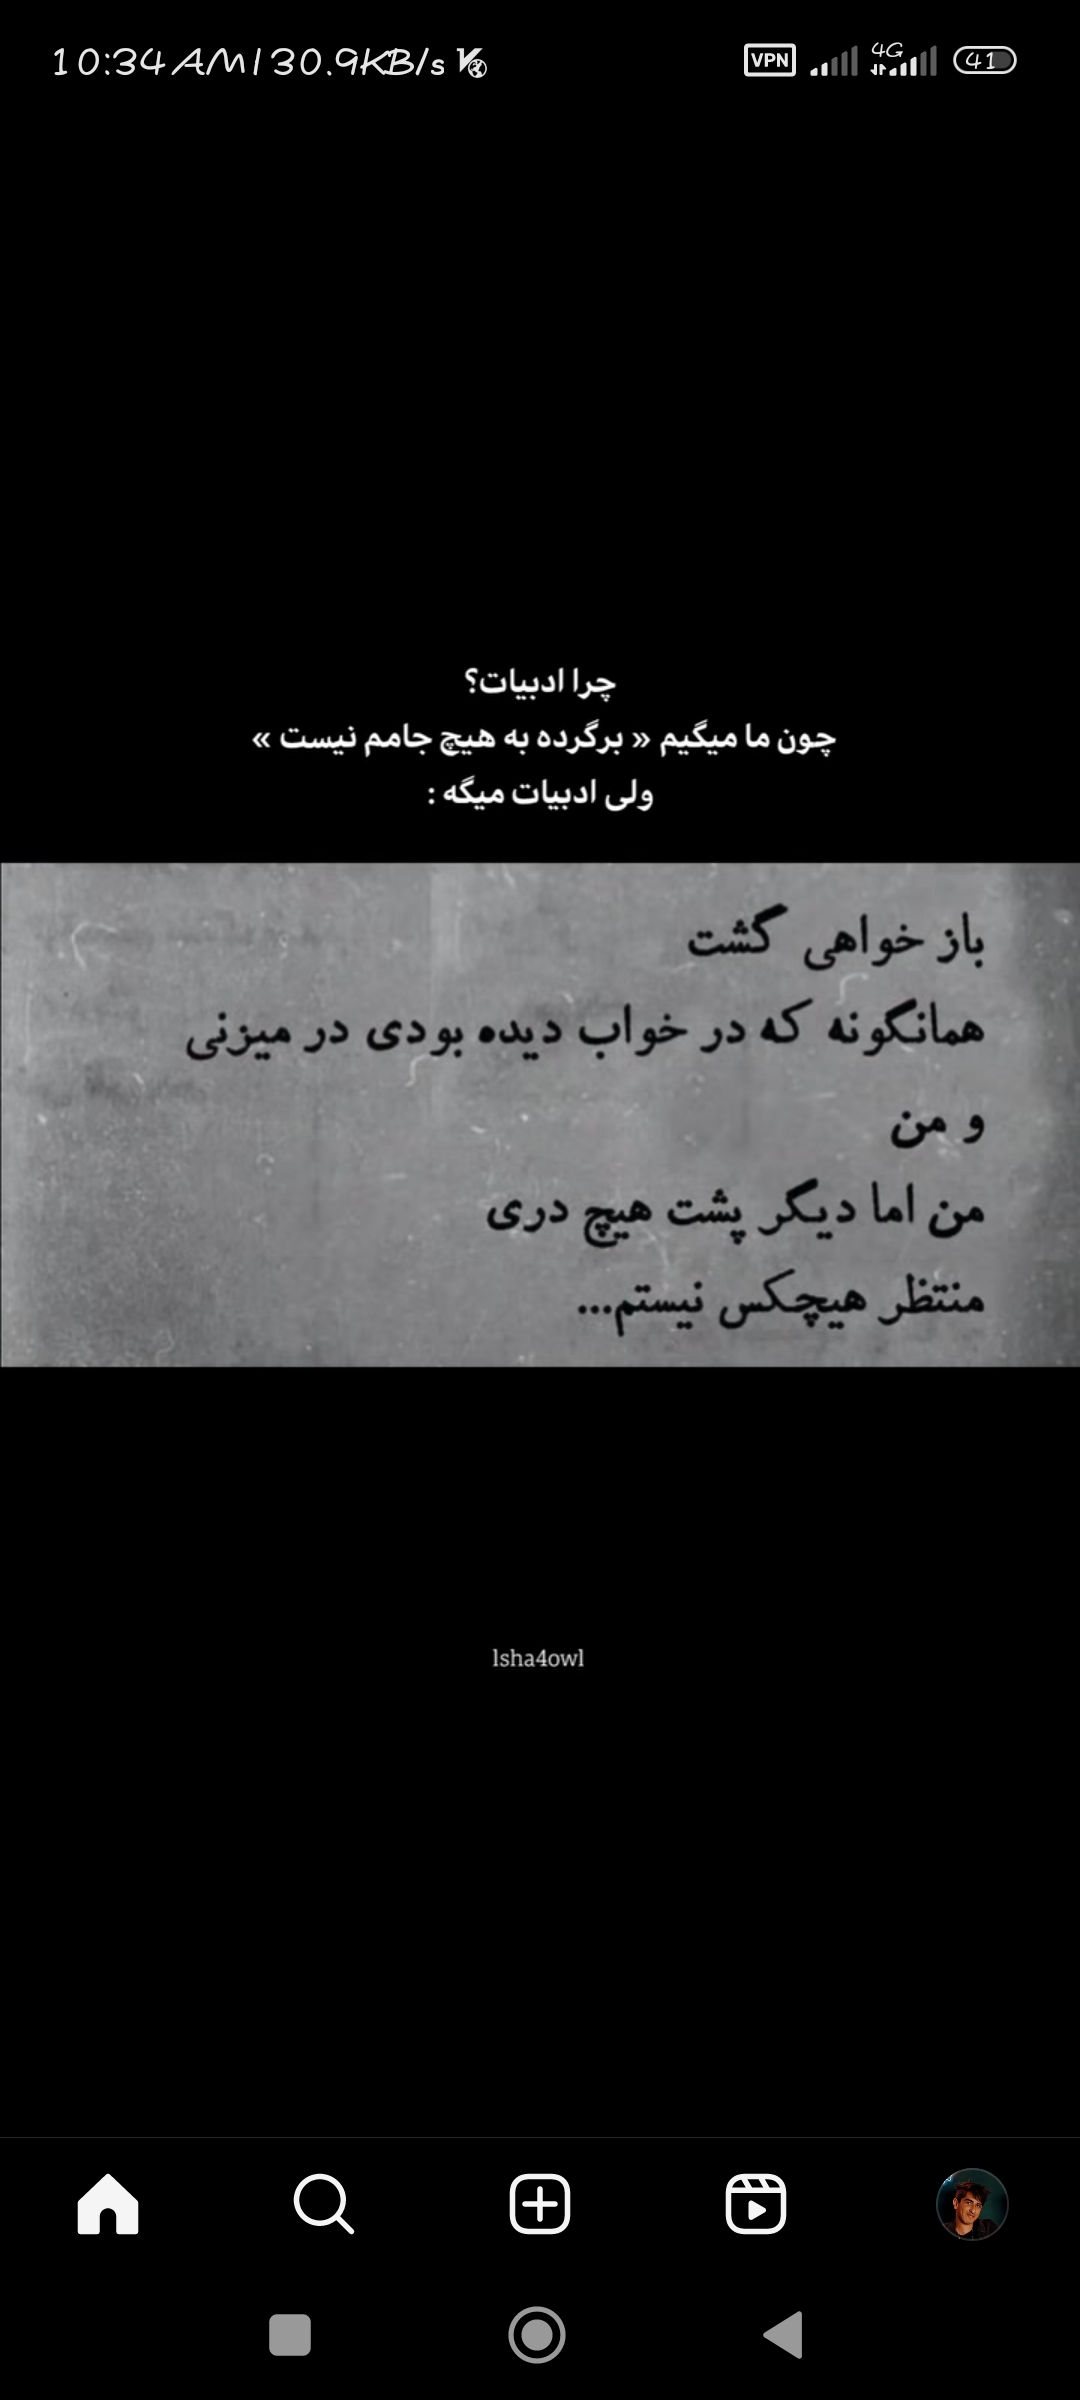 10:34 AM | 30.9KB/s
VPN
4G
41
چرا ادبیات؟
چون ما میگیم « برگرده به هیچ جامم نیست »
ولی ادبیات میگه :
باز خواهی گشت
همانگونه که در خواب دیده بودی در میزنی
و من
من اما دیگر پشت هیچ دری
منتظر هیچکس نیستم...
lsha4owl